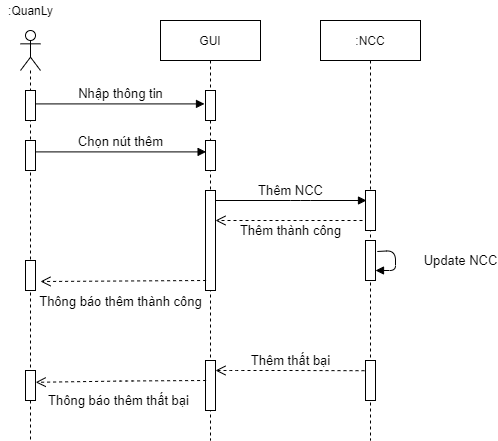 :QuanLy
GUI
:NCC
Nhập thông tin
Chọn nút thêm
Thêm NCC
Thêm thành công
Update NCC
Thông báo thêm thành công
Thêm thất bại
Thông báo thêm thất bại